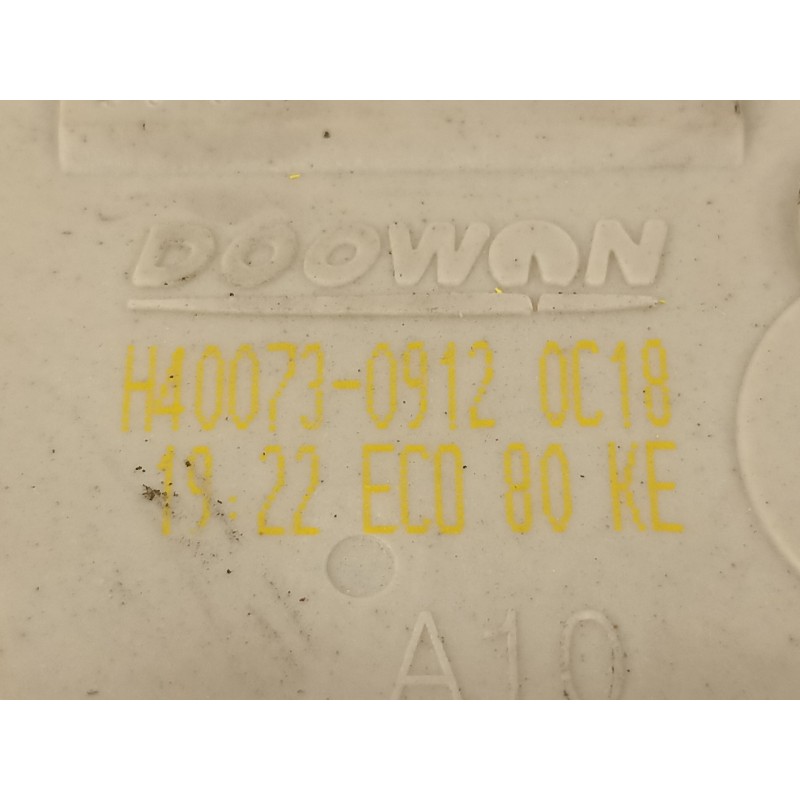 DOOWON
H40073-0912 0C18
19:22 ECO 80 KE
A10